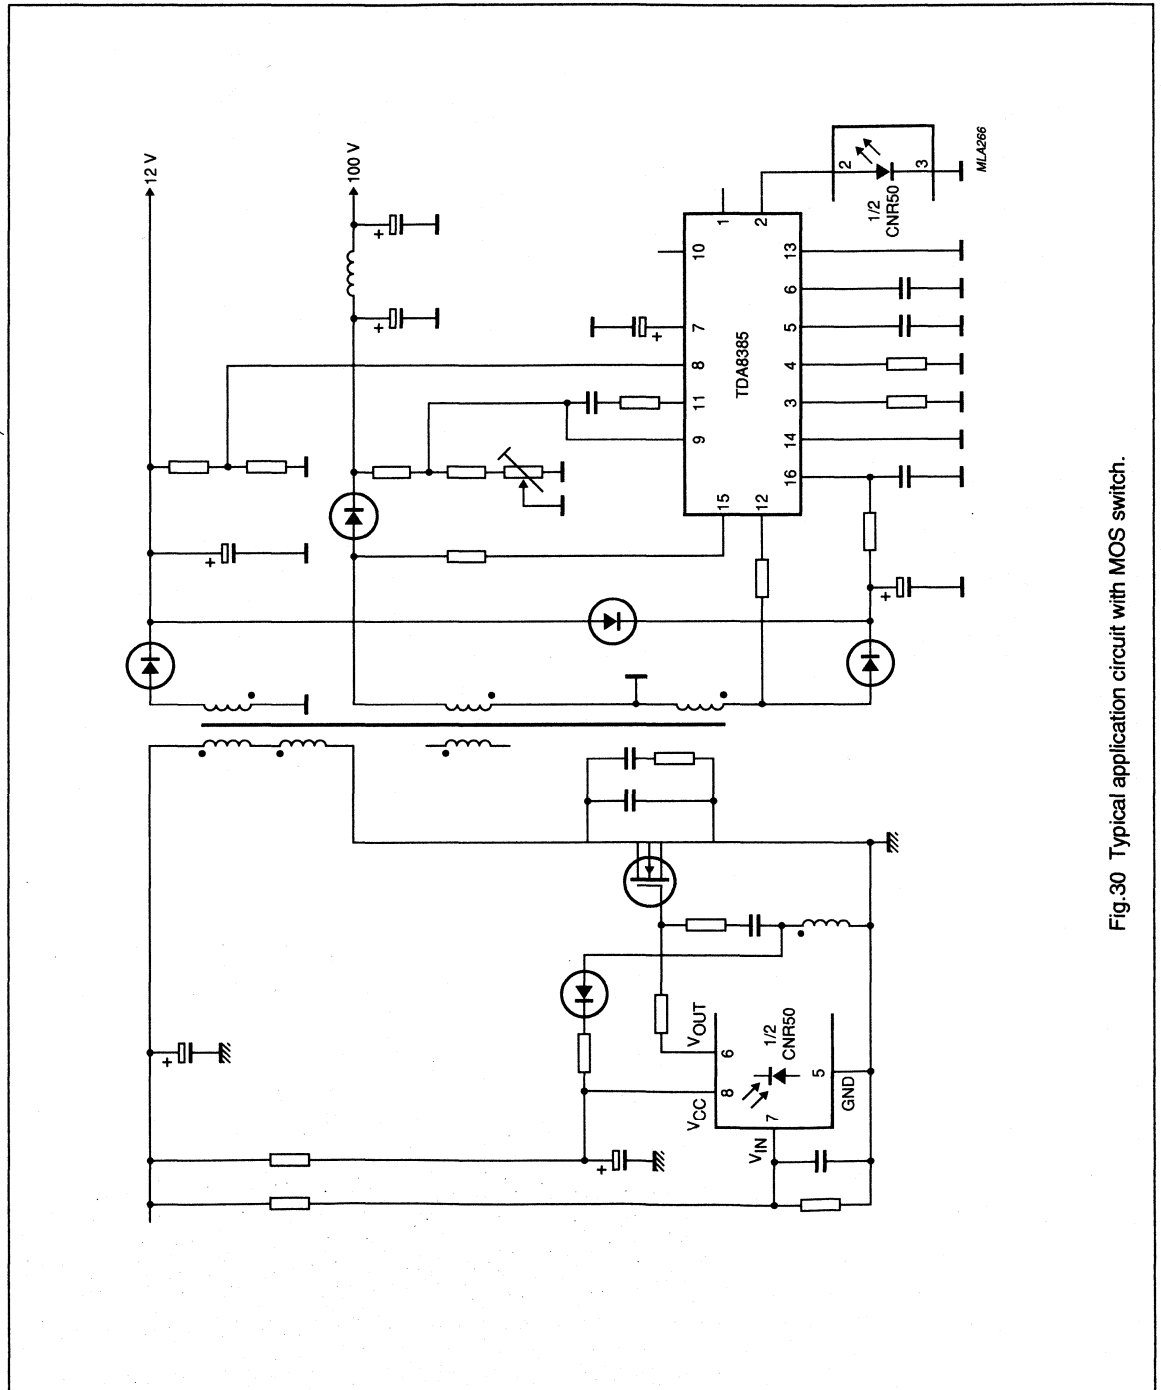 12 V
100 V
10
1
7
8
11
9
TDA8385
15
12
2
13
6
5
4
3
14
16
2
3
1/2
CNR50
MLA266
VOUT
6
VCC
8
1/2
CNR50
7
VIN
5
GND
+
+
+
+
+
+
+
+
Fig.30 Typical application circuit with MOS switch.